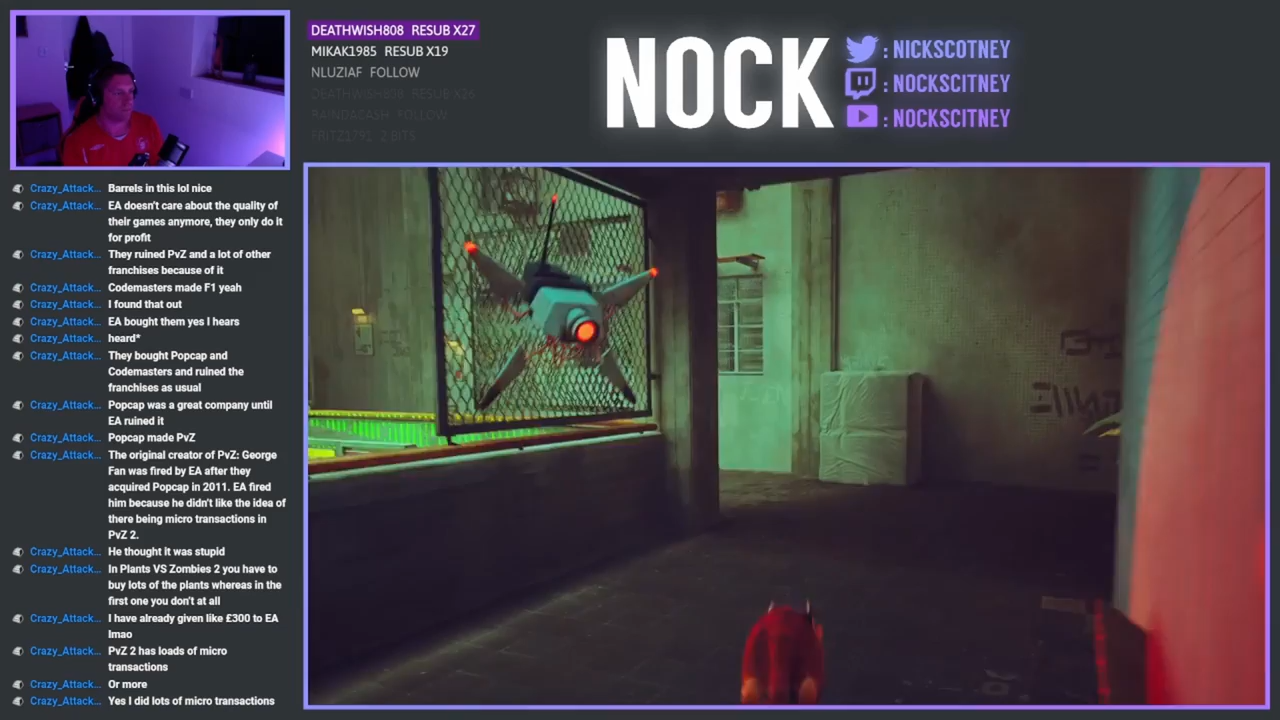 DEATHWISH808 RESUB X27
MIKAK1985 RESUB X19
NLUZIAF FOLLOW
DEATHWISH808 RESUB X26
RAINDACASH FOLLOW
FRITZ1791 2 BITS
NOCK
: NICKSCOTNEY
: NOCKSCITNEY
: NOCKSCITNEY
Crazy_Attack... Barrels in this lol nice
Crazy_Attack... EA doesn't care about the quality of
their games anymore, they only do it
for profit
Crazy_Attack... They ruined PvZ and a lot of other
franchises because of it
Crazy_Attack... Codemasters made F1 yeah
Crazy_Attack... I found that out
Crazy_Attack... EA bought them yes I hears
Crazy_Attack... heard*
Crazy_Attack... They bought Popcap and
Codemasters and ruined the
franchises as usual
Crazy_Attack... Popcap was a great company until
EA ruined it
Crazy_Attack... Popcap made PvZ
Crazy_Attack... The original creator of PvZ: George
Fan was fired by EA after they
acquired Popcap in 2011. EA fired
him because he didn't like the idea of
there being micro transactions in
PvZ 2.
Crazy_Attack... He thought it was stupid
Crazy_Attack... In Plants VS Zombies 2 you have to
buy lots of the plants whereas in the
first one you don't at all
Crazy_Attack... I have already given like £300 to EA
lmao
Crazy_Attack... PvZ 2 has loads of micro
transactions
Crazy_Attack... Or more
Crazy_Attack... Yes I did lots of micro transactions